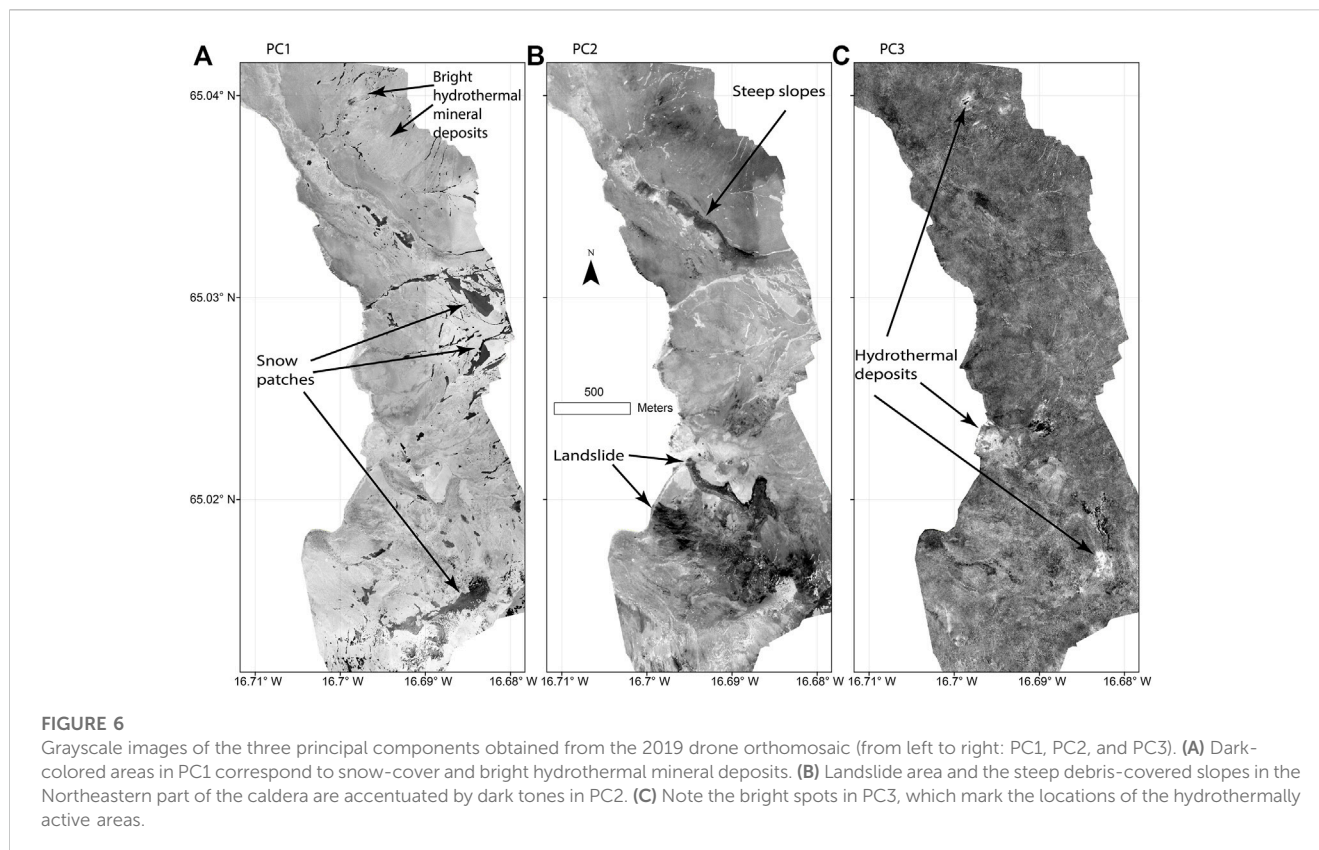 A
PC1
B
PC2
C
PC3
Bright
hydrothermal
mineral
deposits
Steep slopes
65.04° N
N
65.03° N
Snow
patches
Hydrothermal
deposits
500
Meters
Landslide
65.02° N
16.71° W
16.7° W
16.69° W
16.68° W
16.71° W
16.7° W
16.69° W
16.68° W
16.71° W
16.7° W
16.69° W
16.68° W
FIGURE 6
Grayscale images of the three principal components obtained from the 2019 drone orthomosaic (from left to right: PC1, PC2, and PC3). (A) Dark-
colored areas in PC1 correspond to snow-cover and bright hydrothermal mineral deposits. (B) Landslide area and the steep debris-covered slopes in the
Northeastern part of the caldera are accentuated by dark tones in PC2. (C) Note the bright spots in PC3, which mark the locations of the hydrothermally
active areas.